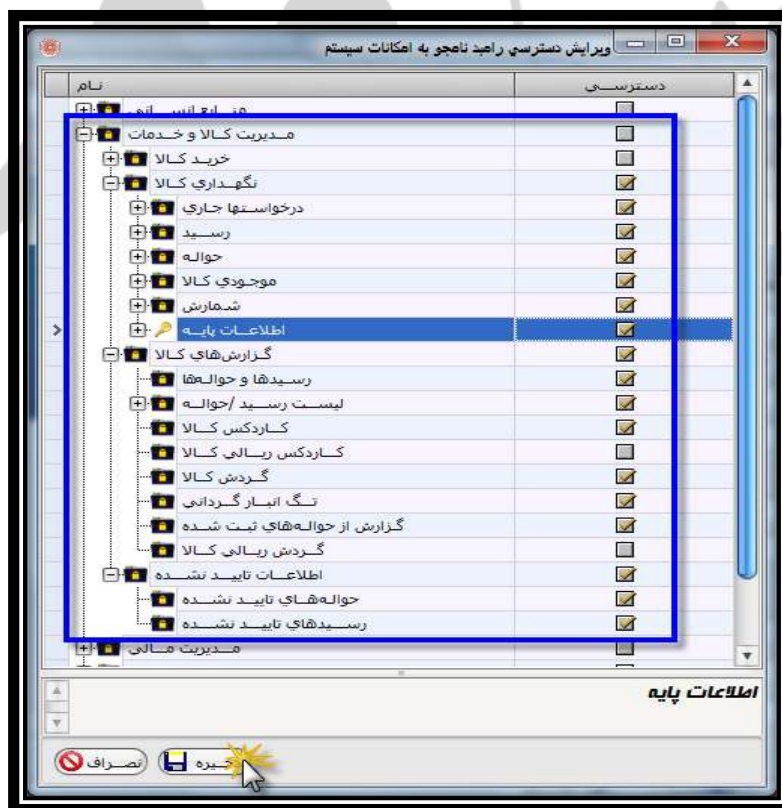 ویرایش دسترسی رامبد نامجو به امکانات سیستم
نام دسترسی
منابع انسانی
مدیریت کالا و خدمات
خرید کالا
نگهداری کالا
درخواستها جاری
رسید
حواله
موجودی کالا
شمارش
اطلاعات پایه
گزارش‌های کالا
رسیدها و حواله‌ها
لیست رسید /حواله
کاردکس کالا
کاردکس ریالی کالا
گردش کالا
تگ انبار گردانی
گزارش از حواله‌های ثبت شده
گردش ریالی کالا
اطلاعات تایید نشده
حواله‌های تایید نشده
رسیدهای تایید نشده
مدیریت مالی
اطلاعات پایه
انصراف